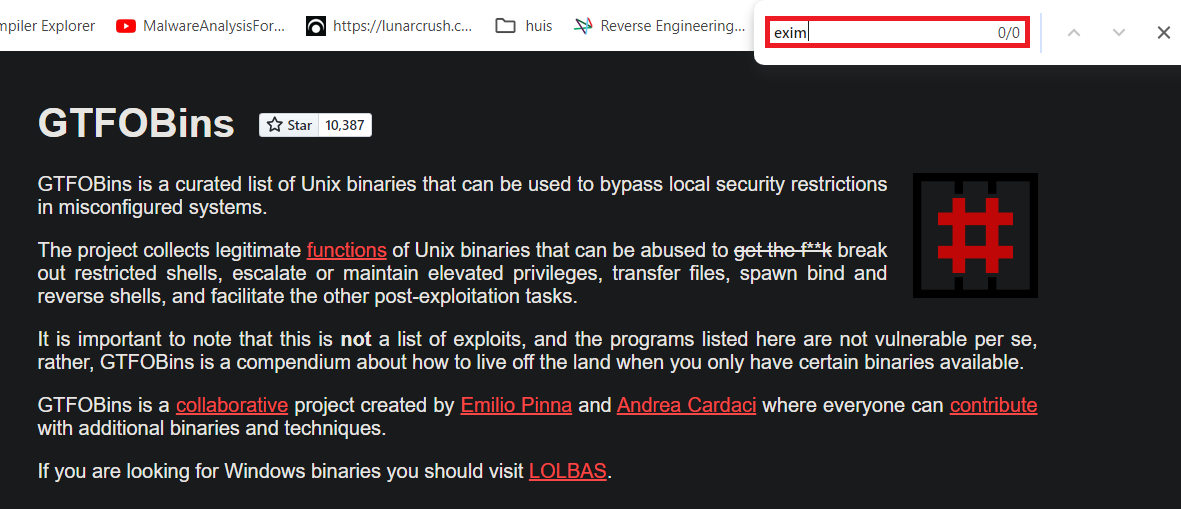 mpiler Explorer MalwareAnalysisFor... https://lunarcrush.c... huis Reverse Engineering...
exim 0/0
GTFOBins Star 10,387
GTFOBins is a curated list of Unix binaries that can be used to bypass local security restrictions
in misconfigured systems.
The project collects legitimate functions of Unix binaries that can be abused to get the f**k break
out restricted shells, escalate or maintain elevated privileges, transfer files, spawn bind and
reverse shells, and facilitate the other post-exploitation tasks.
It is important to note that this is not a list of exploits, and the programs listed here are not vulnerable per se,
rather, GTFOBins is a compendium about how to live off the land when you only have certain binaries available.
GTFOBins is a collaborative project created by Emilio Pinna and Andrea Cardaci where everyone can contribute
with additional binaries and techniques.
If you are looking for Windows binaries you should visit LOLBAS.